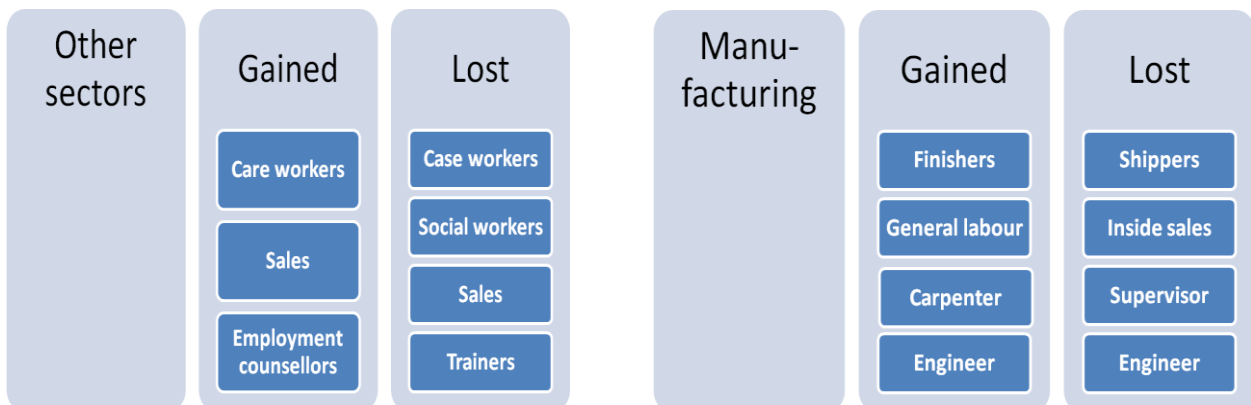 Other
sectors
Gained
Care workers
Sales
Employment
counsellors
Lost
Case workers
Social workers
Sales
Trainers
Manu-
facturing
Gained
Finishers
General labour
Carpenter
Engineer
Lost
Shippers
Inside sales
Supervisor
Engineer